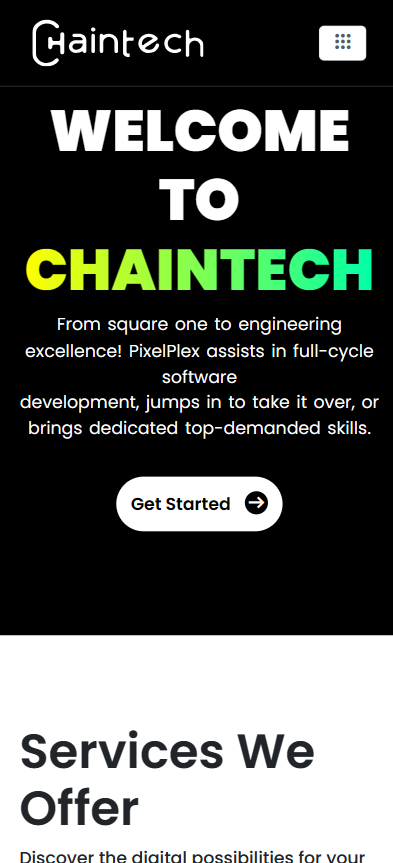 Chaintech
WELCOME
TO
CHAINTECH
From square one to engineering
excellence! PixelPlex assists in full-cycle
software
development, jumps in to take it over, or
brings dedicated top-demanded skills.
Get Started
Services We
Offer
Discover the digital possibilities for your